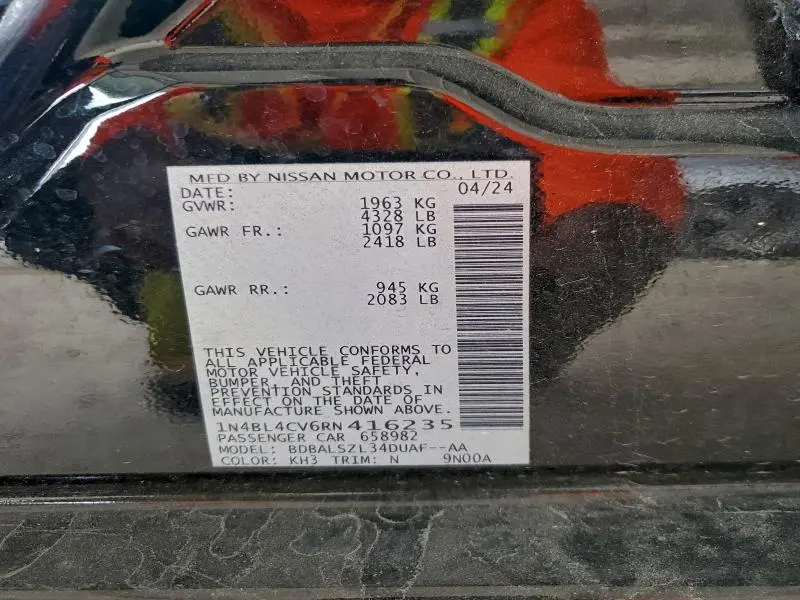 MFD BY NISSAN MOTOR CO., LTD.
DATE: 04/24
GVWR: 1963 KG
4328 LB
GAWR FR.: 1097 KG
2418 LB
GAWR RR.: 945 KG
2083 LB
THIS VEHICLE CONFORMS TO
ALL APPLICABLE FEDERAL
MOTOR VEHICLE SAFETY,
BUMPER, AND THEFT
PREVENTION STANDARDS IN
EFFECT ON THE DATE OF
MANUFACTURE SHOWN ABOVE.
1N4BL4CV6RN416235
PASSENGER CAR 658982
MODEL: BDBALSZL34DUAF--AA
COLOR: KH3 TRIM: N 9N00A